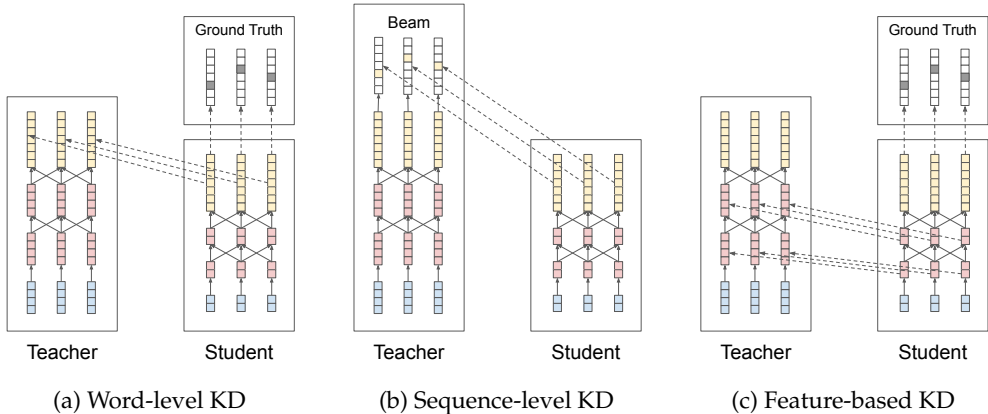 Ground Truth
Beam
Ground Truth
Teacher
Student
Teacher
Student
Teacher
Student
(a) Word-level KD
(b) Sequence-level KD
(c) Feature-based KD